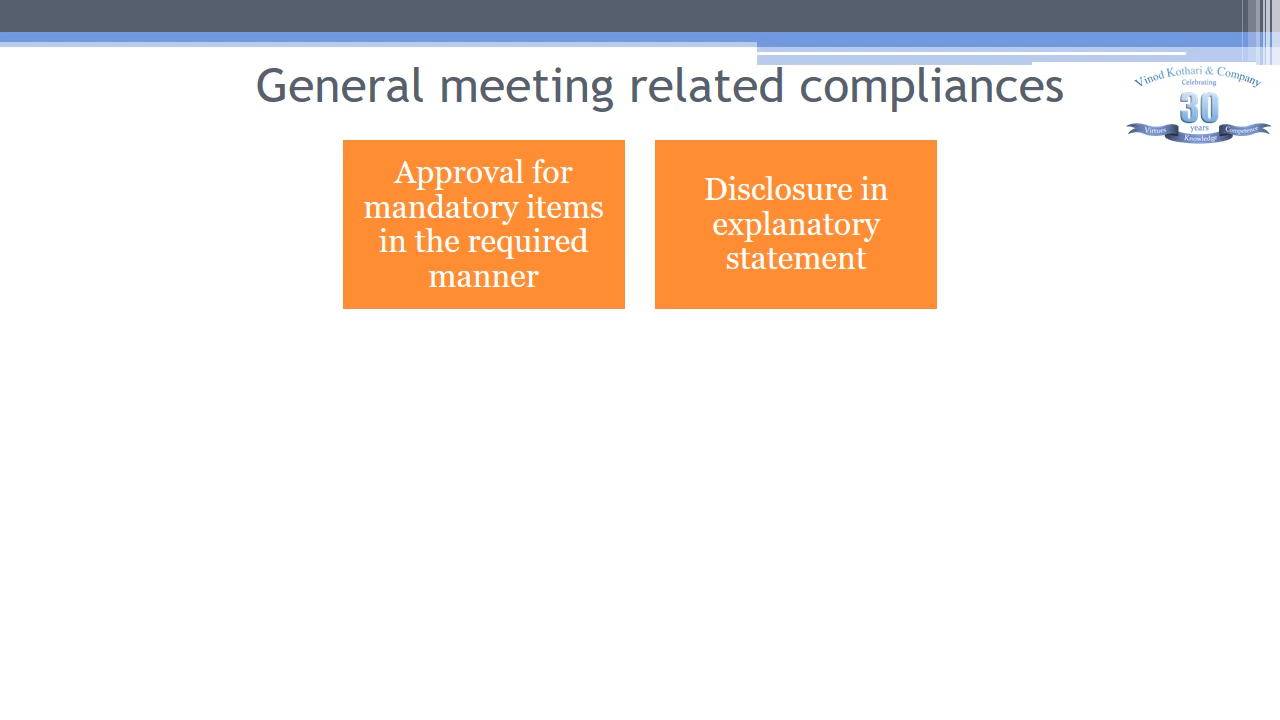 General meeting related compliances
Vinod Kothari & Company
Celebrating
30
years
Virtues
Knowledge
Competence
Approval for
mandatory items
in the required
manner
Disclosure in
explanatory
statement